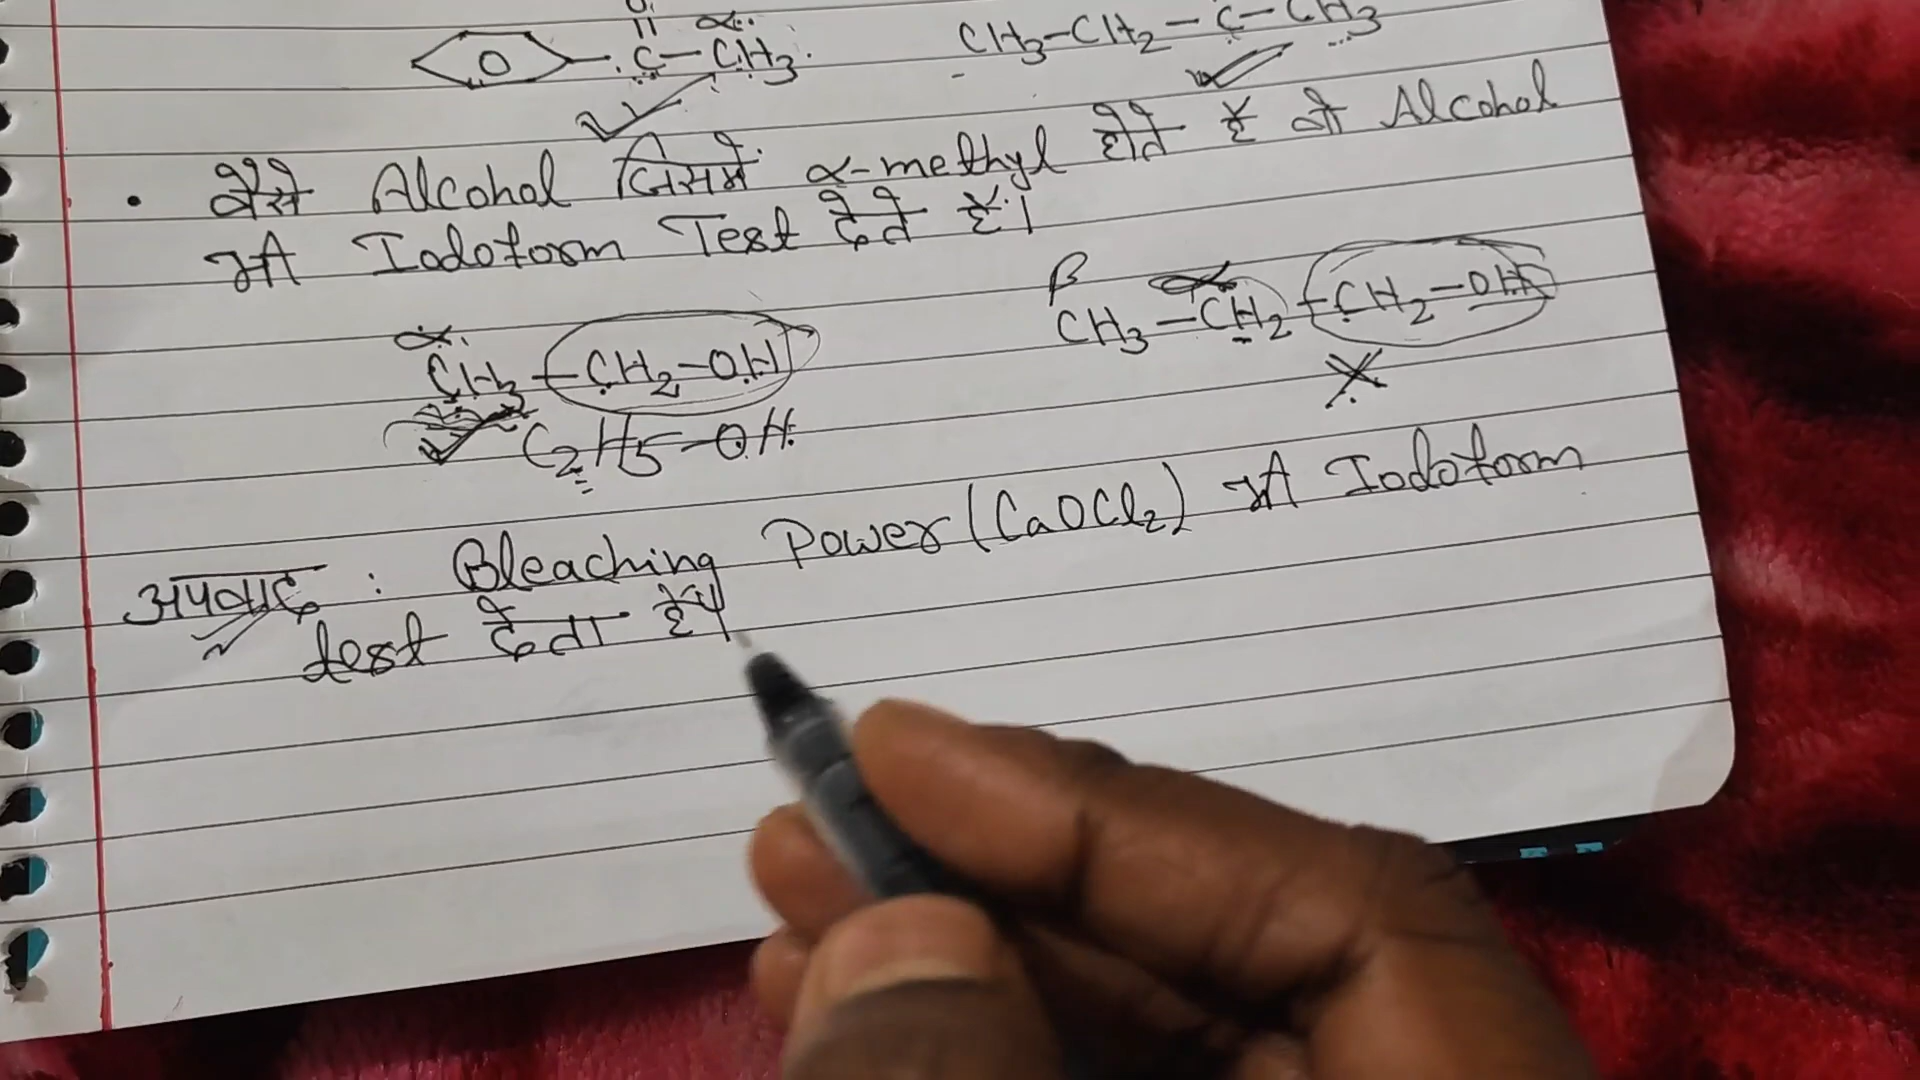 O
α
O
C
CH3
CH3-CH2-C-CH3
• वैसे Alcohol जिसमे α-methyl होते हैं वो Alcohol
भी Iodoform Test देते हैं।
α
CH3-CH2-OH
C2H5-OH
β α
CH3-CH2-CH2-OH
अपवाद : Bleaching Power (CaOCl2) भी Iodoform
test देता है।